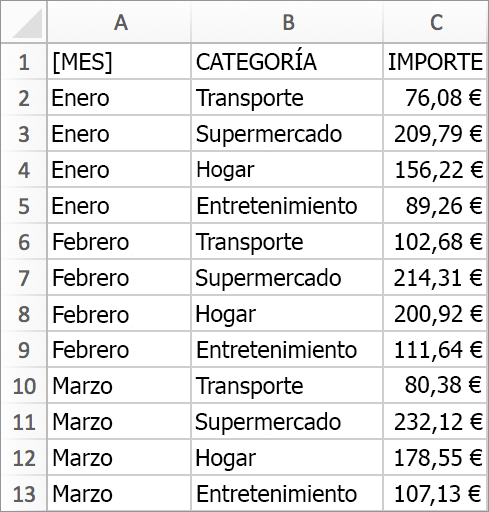 A B C
1 [MES] CATEGORÍA IMPORTE
2 Enero Transporte 76,08 €
3 Enero Supermercado 209,79 €
4 Enero Hogar 156,22 €
5 Enero Entretenimiento 89,26 €
6 Febrero Transporte 102,68 €
7 Febrero Supermercado 214,31 €
8 Febrero Hogar 200,92 €
9 Febrero Entretenimiento 111,64 €
10 Marzo Transporte 80,38 €
11 Marzo Supermercado 232,12 €
12 Marzo Hogar 178,55 €
13 Marzo Entretenimiento 107,13 €